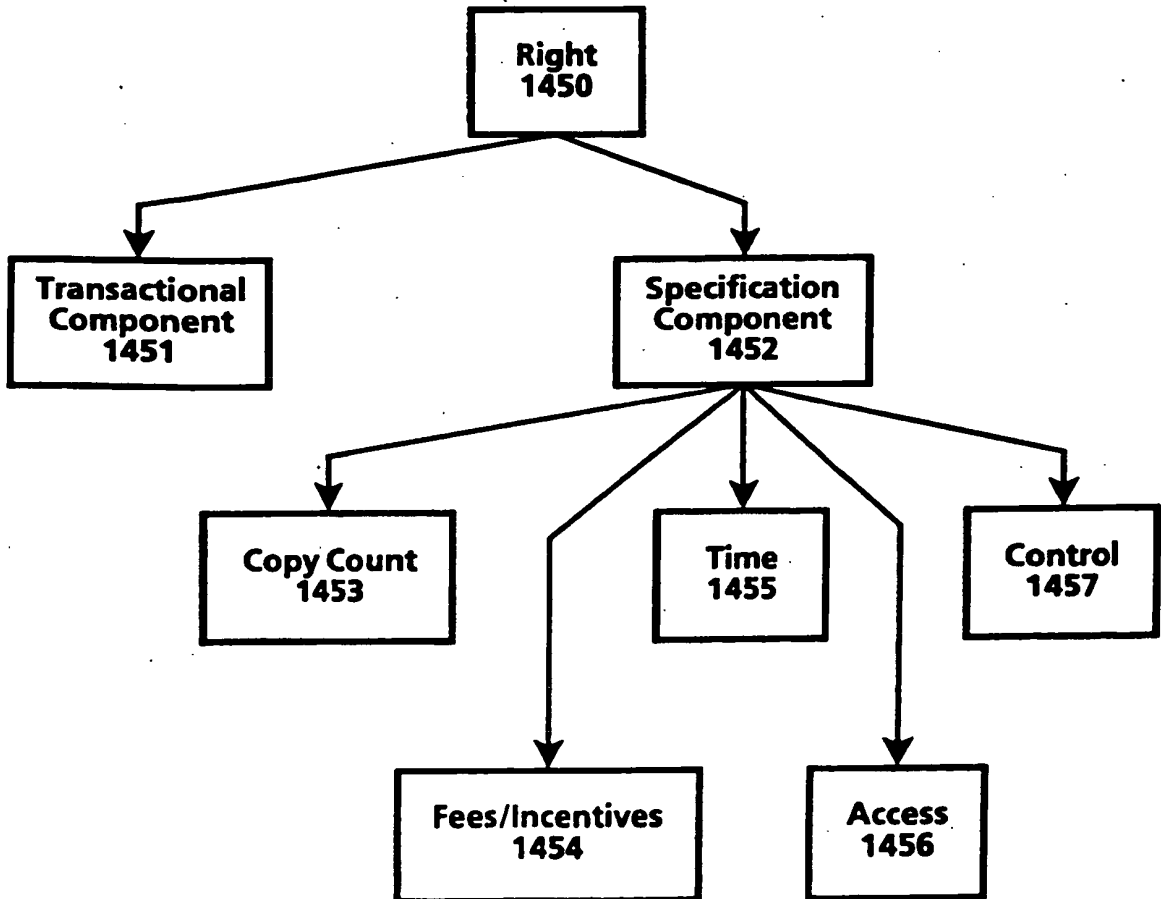 Right
1450
Transactional
Component
1451
Specification
Component
1452
Copy Count
1453
Time
1455
Control
1457
Fees/Incentives
1454
Access
1456